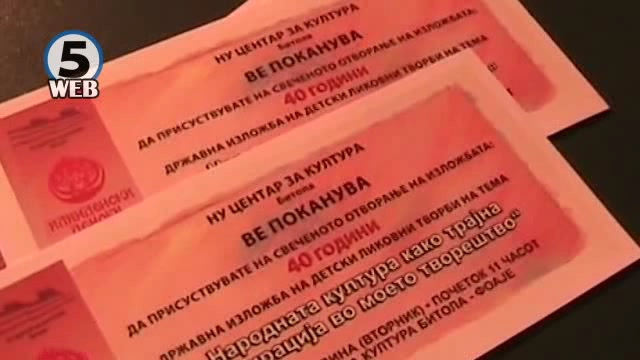 5
WEB
НУ ЦЕНТАР ЗА КУЛТУРА
Битола
ВЕ ПОКАНУВА
ДА ПРИСУСТВУВАТЕ НА СВЕЧЕНОТО ОТВОРАЊЕ НА ИЗЛОЖБАТА:
40 ГОДИНИ
ДРЖАВНА ИЗЛОЖБА НА ДЕТСКИ ЛИКОВНИ ТВОРБИ НА ТЕМА
НУ ЦЕНТАР ЗА КУЛТУРА
Битола
ВЕ ПОКАНУВА
ДА ПРИСУСТВУВАТЕ НА СВЕЧЕНОТО ОТВОРАЊЕ НА ИЗЛОЖБАТА:
40 ГОДИНИ
ДРЖАВНА ИЗЛОЖБА НА ДЕТСКИ ЛИКОВНИ ТВОРБИ НА ТЕМА
Народната култура како трајна
во моето творештво“
(ВТОРНИК) - ПОЧЕТОК 11 ЧАСОТ
КУЛТУРА БИТОЛА - ФОАЈЕ